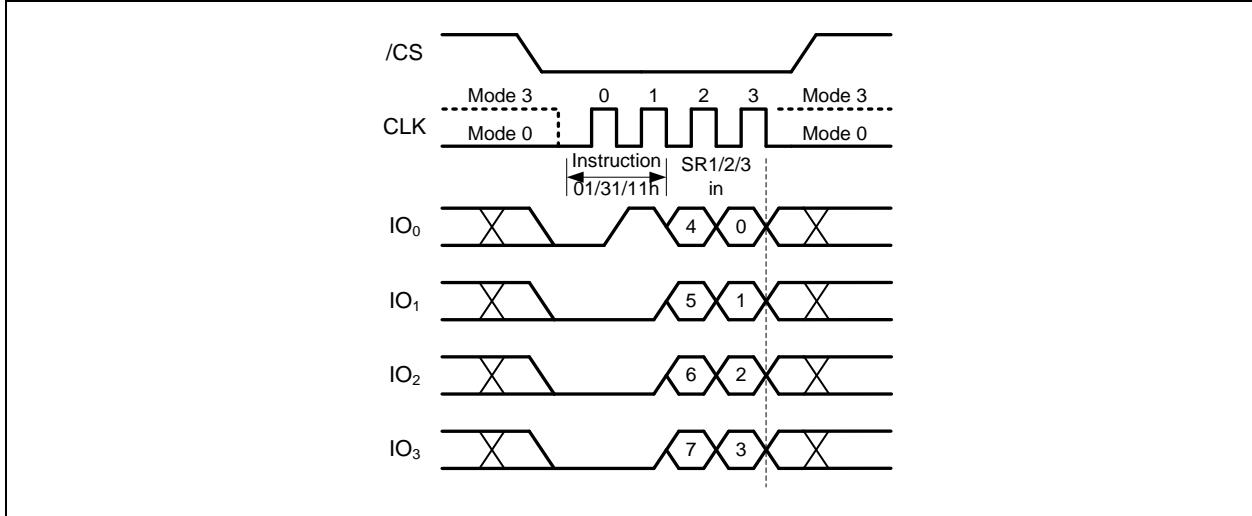 /CS
Mode 3 0 1 2 3 Mode 3
CLK
Mode 0 Mode 0
Instruction SR1/2/3
01/31/11h in
IO₀ 4 0
IO₁ 5 1
IO₂ 6 2
IO₃ 7 3